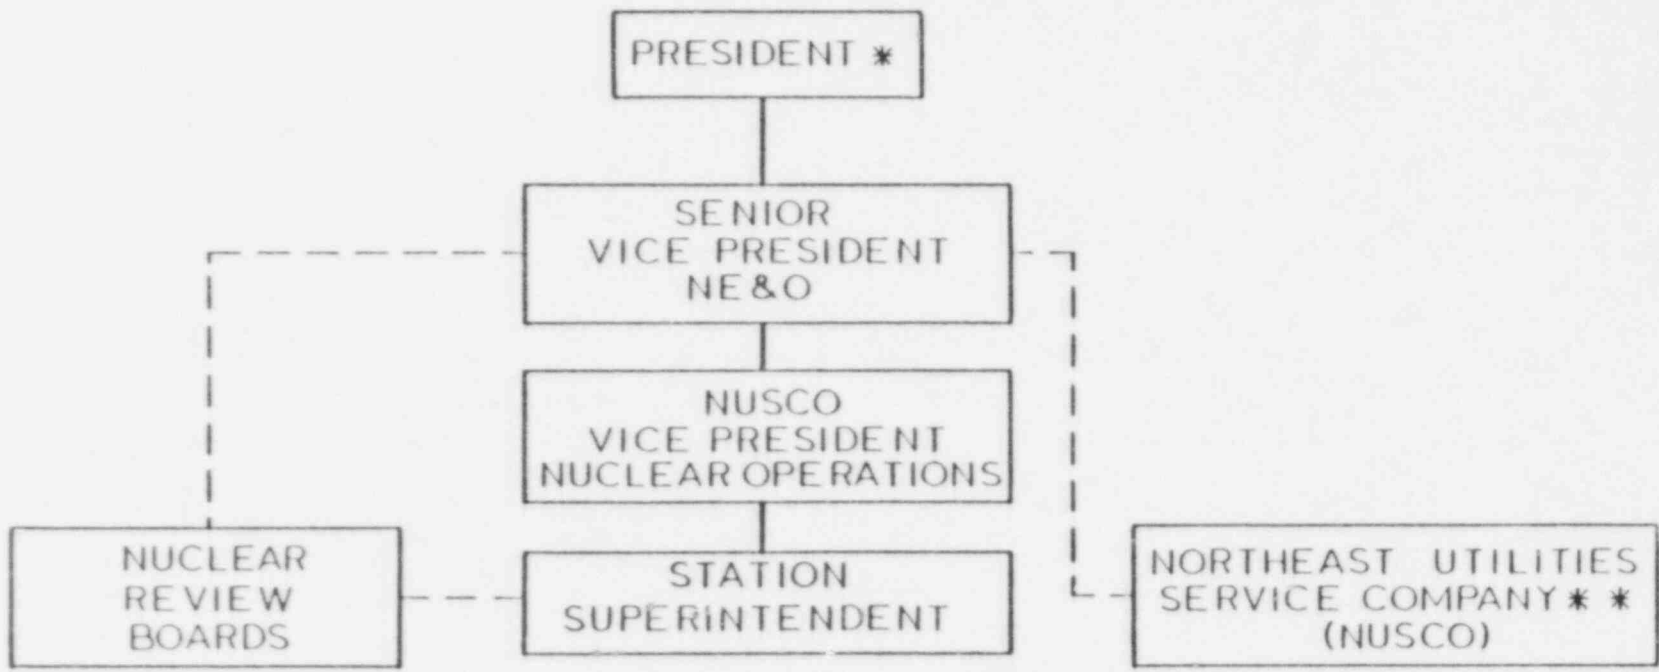 PRESIDENT *
SENIOR
VICE PRESIDENT
NE&O
NUSCO
VICE PRESIDENT
NUCLEAR OPERATIONS
NUCLEAR
REVIEW
BOARDS
STATION
SUPERINTENDENT
NORTHEAST UTILITIES
SERVICE COMPANY * *
(NUSCO)